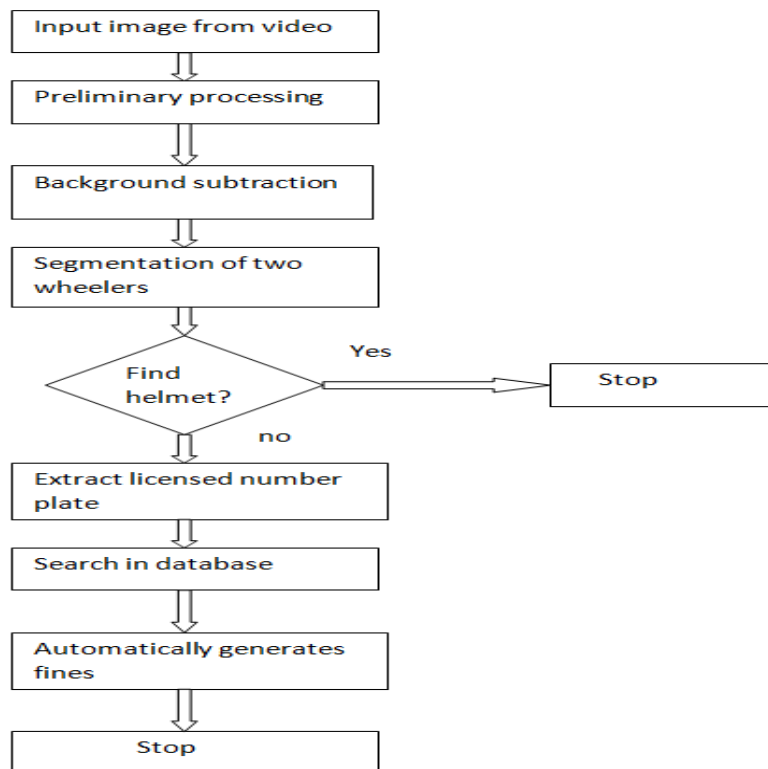 Input image from video
Preliminary processing
Background subtraction
Segmentation of two
wheelers
Find
helmet?
Yes
Stop
no
Extract licensed number
plate
Search in database
Automatically generates
fines
Stop